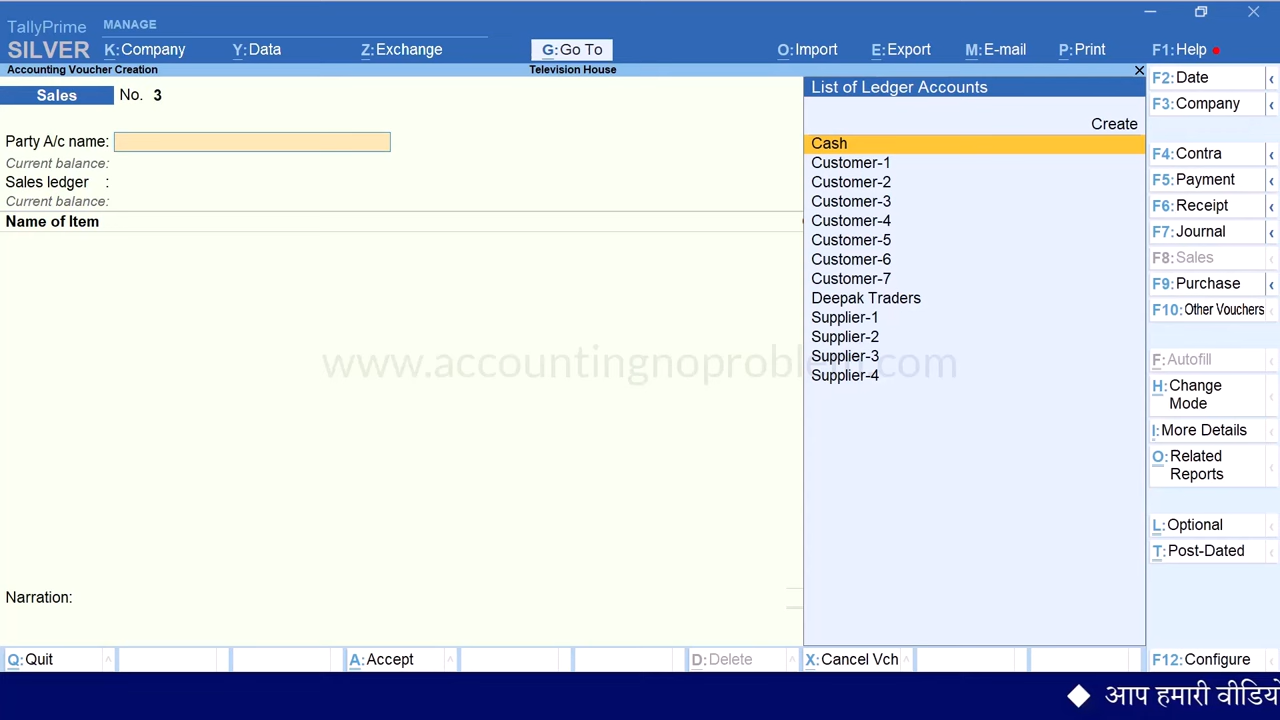 TallyPrime MANAGE
SILVER K:Company Y:Data Z:Exchange G:Go To O:Import E:Export M:E-mail P:Print F1:Help
Accounting Voucher Creation Television House
Sales No. 3
Party A/c name:
Current balance:
Sales ledger :
Current balance:
Name of Item
List of Ledger Accounts
Create
Cash
Customer-1
Customer-2
Customer-3
Customer-4
Customer-5
Customer-6
Customer-7
Deepak Traders
Supplier-1
Supplier-2
Supplier-3
Supplier-4
www.accountingnoproblem.com
Narration:
F2:Date
F3:Company
F4:Contra
F5:Payment
F6:Receipt
F7:Journal
F8:Sales
F9:Purchase
F10:Other Vouchers
F:Autofill
H:Change
Mode
I:More Details
O:Related
Reports
L:Optional
T:Post-Dated
Q:Quit A:Accept D:Delete X:Cancel Vch F12:Configure
◆ आप हमारी वीडियो